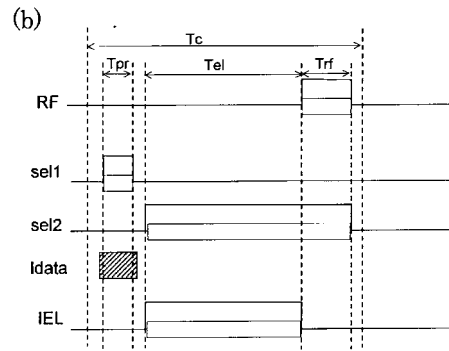 (b)
Tc
Tpr Tel Trf
RF
sel1
sel2
Idata
IEL